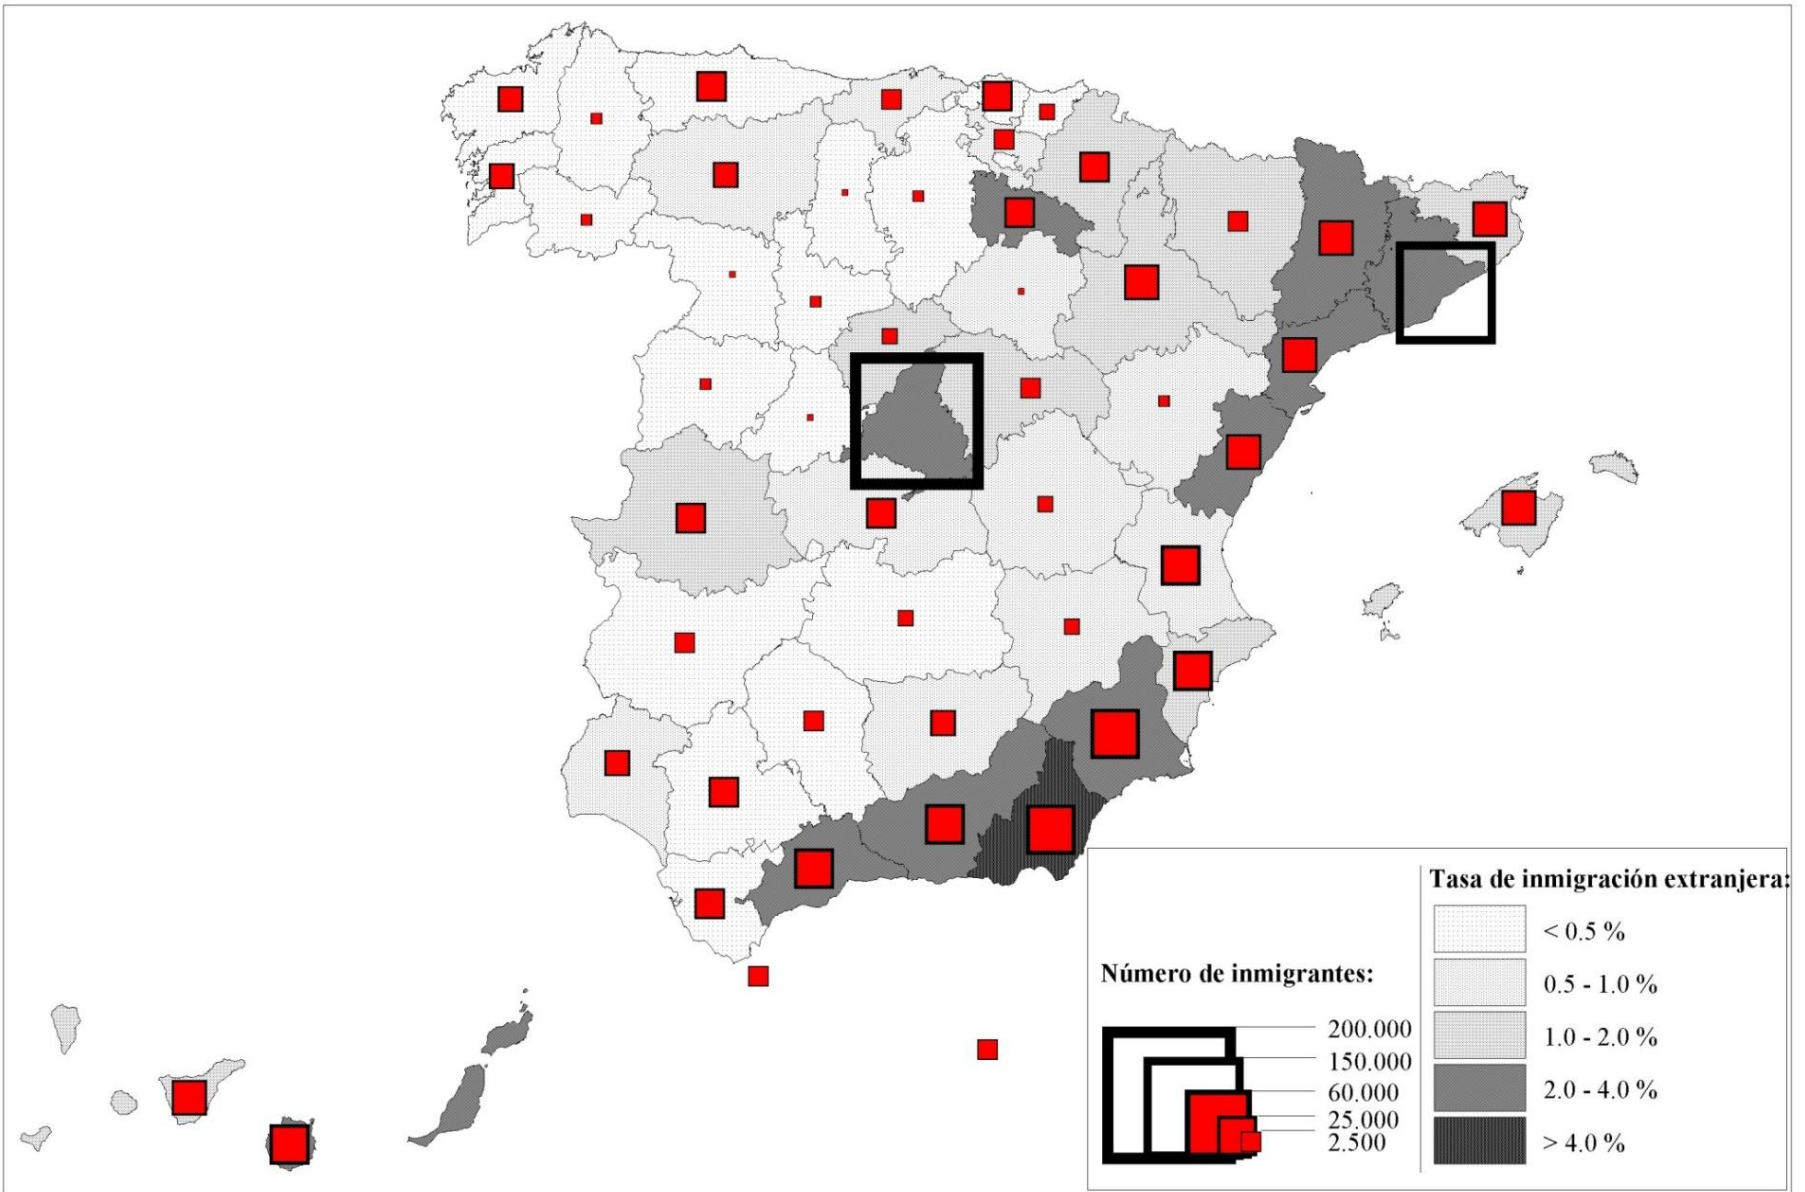 Tasa de inmigración extranjera:
< 0.5 %
0.5 - 1.0 %
1.0 - 2.0 %
2.0 - 4.0 %
> 4.0 %
Número de inmigrantes:
200.000
150.000
60.000
25.000
2.500